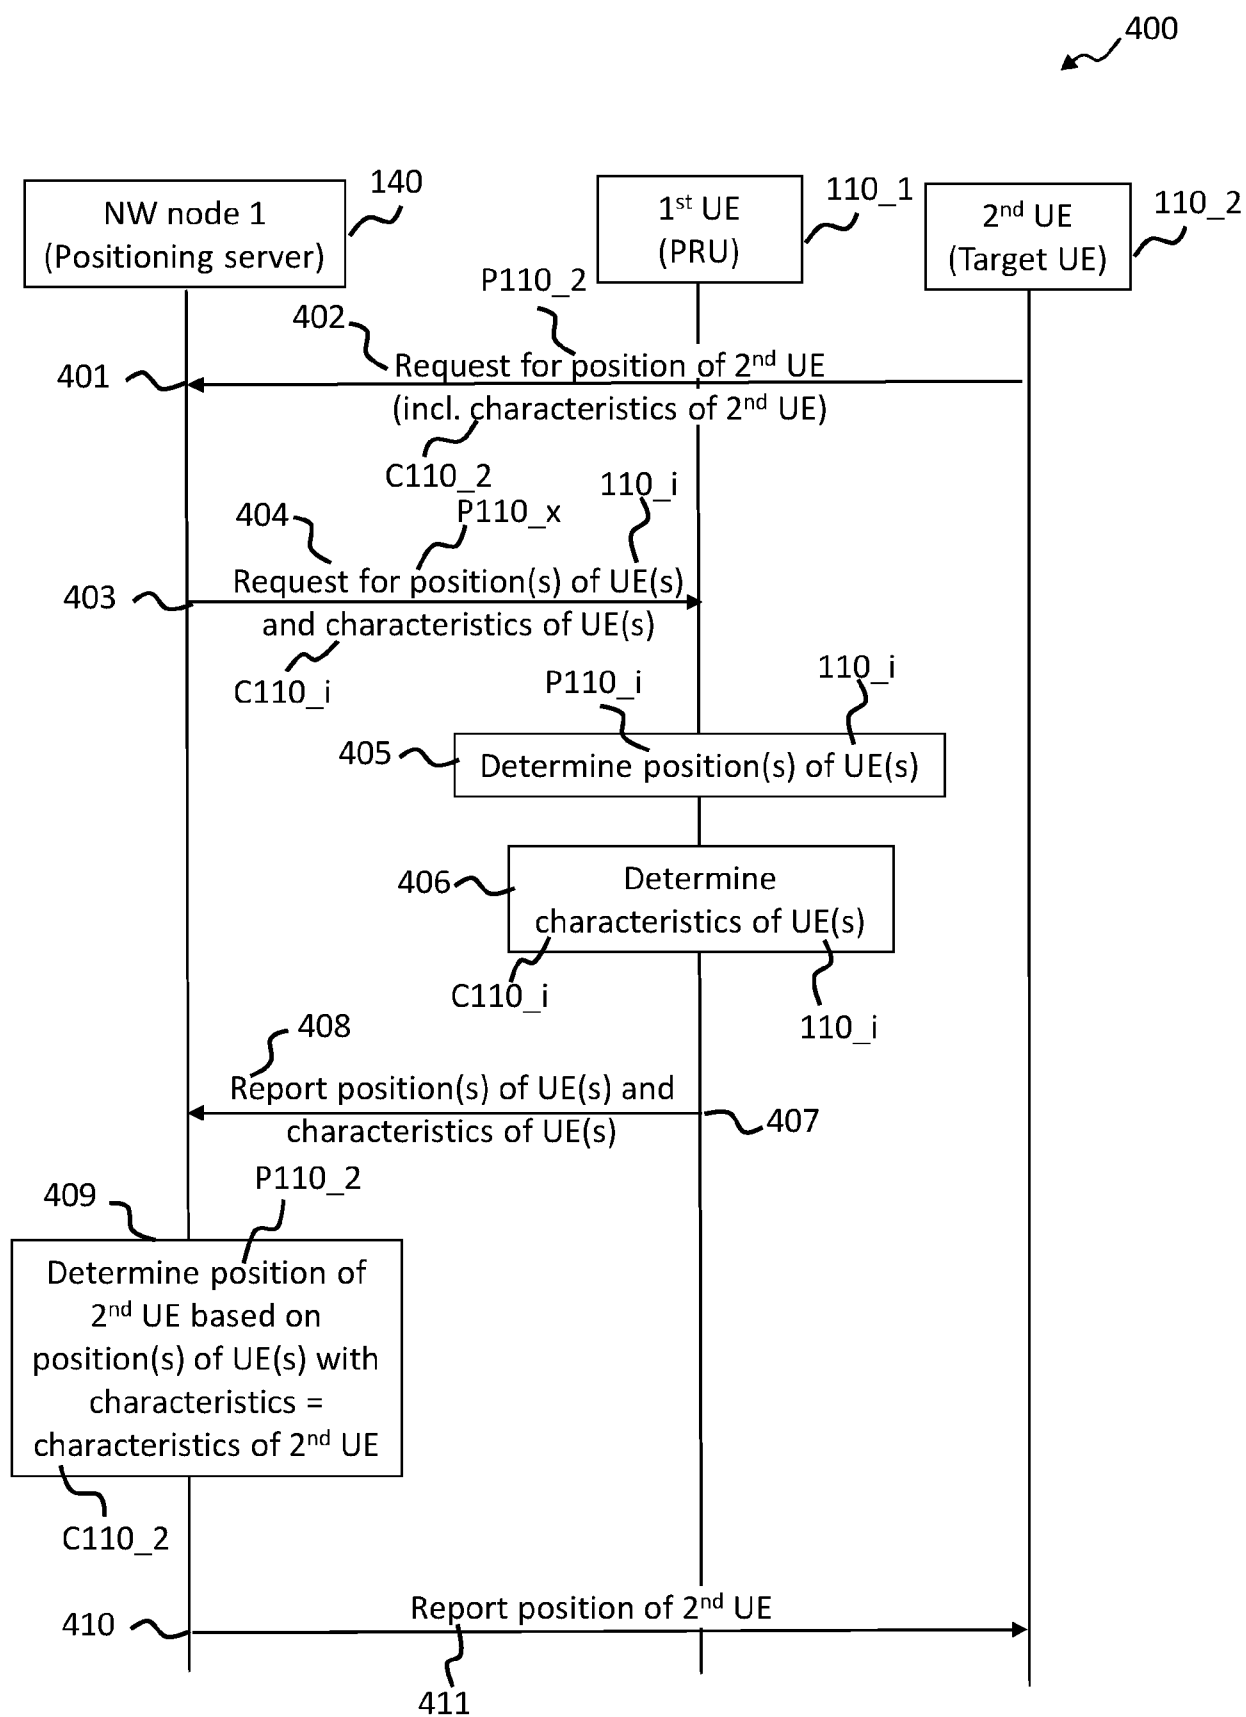 400
NW node 1
(Positioning server)
140
1st UE
(PRU)
110_1
2nd UE
(Target UE)
110_2
P110_2
402
Request for position of 2nd UE
401
(incl. characteristics of 2nd UE)
C110_2
110_i
404
P110_x
Request for position(s) of UE(s)
403
and characteristics of UE(s)
C110_i
P110_i
110_i
405
Determine position(s) of UE(s)
406
Determine
characteristics of UE(s)
C110_i
110_i
408
Report position(s) of UE(s) and
407
characteristics of UE(s)
P110_2
409
Determine position of
2nd UE based on
position(s) of UE(s) with
characteristics =
characteristics of 2nd UE
C110_2
Report position of 2nd UE
410
411